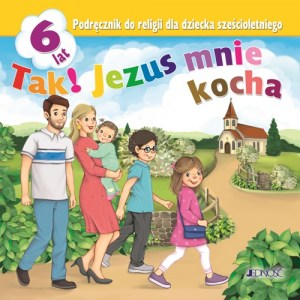 Podręcznik do religii dla dziecka sześcioletniego
6
lat
Tak! Jezus mnie
kocha
JEDNOŚĆ